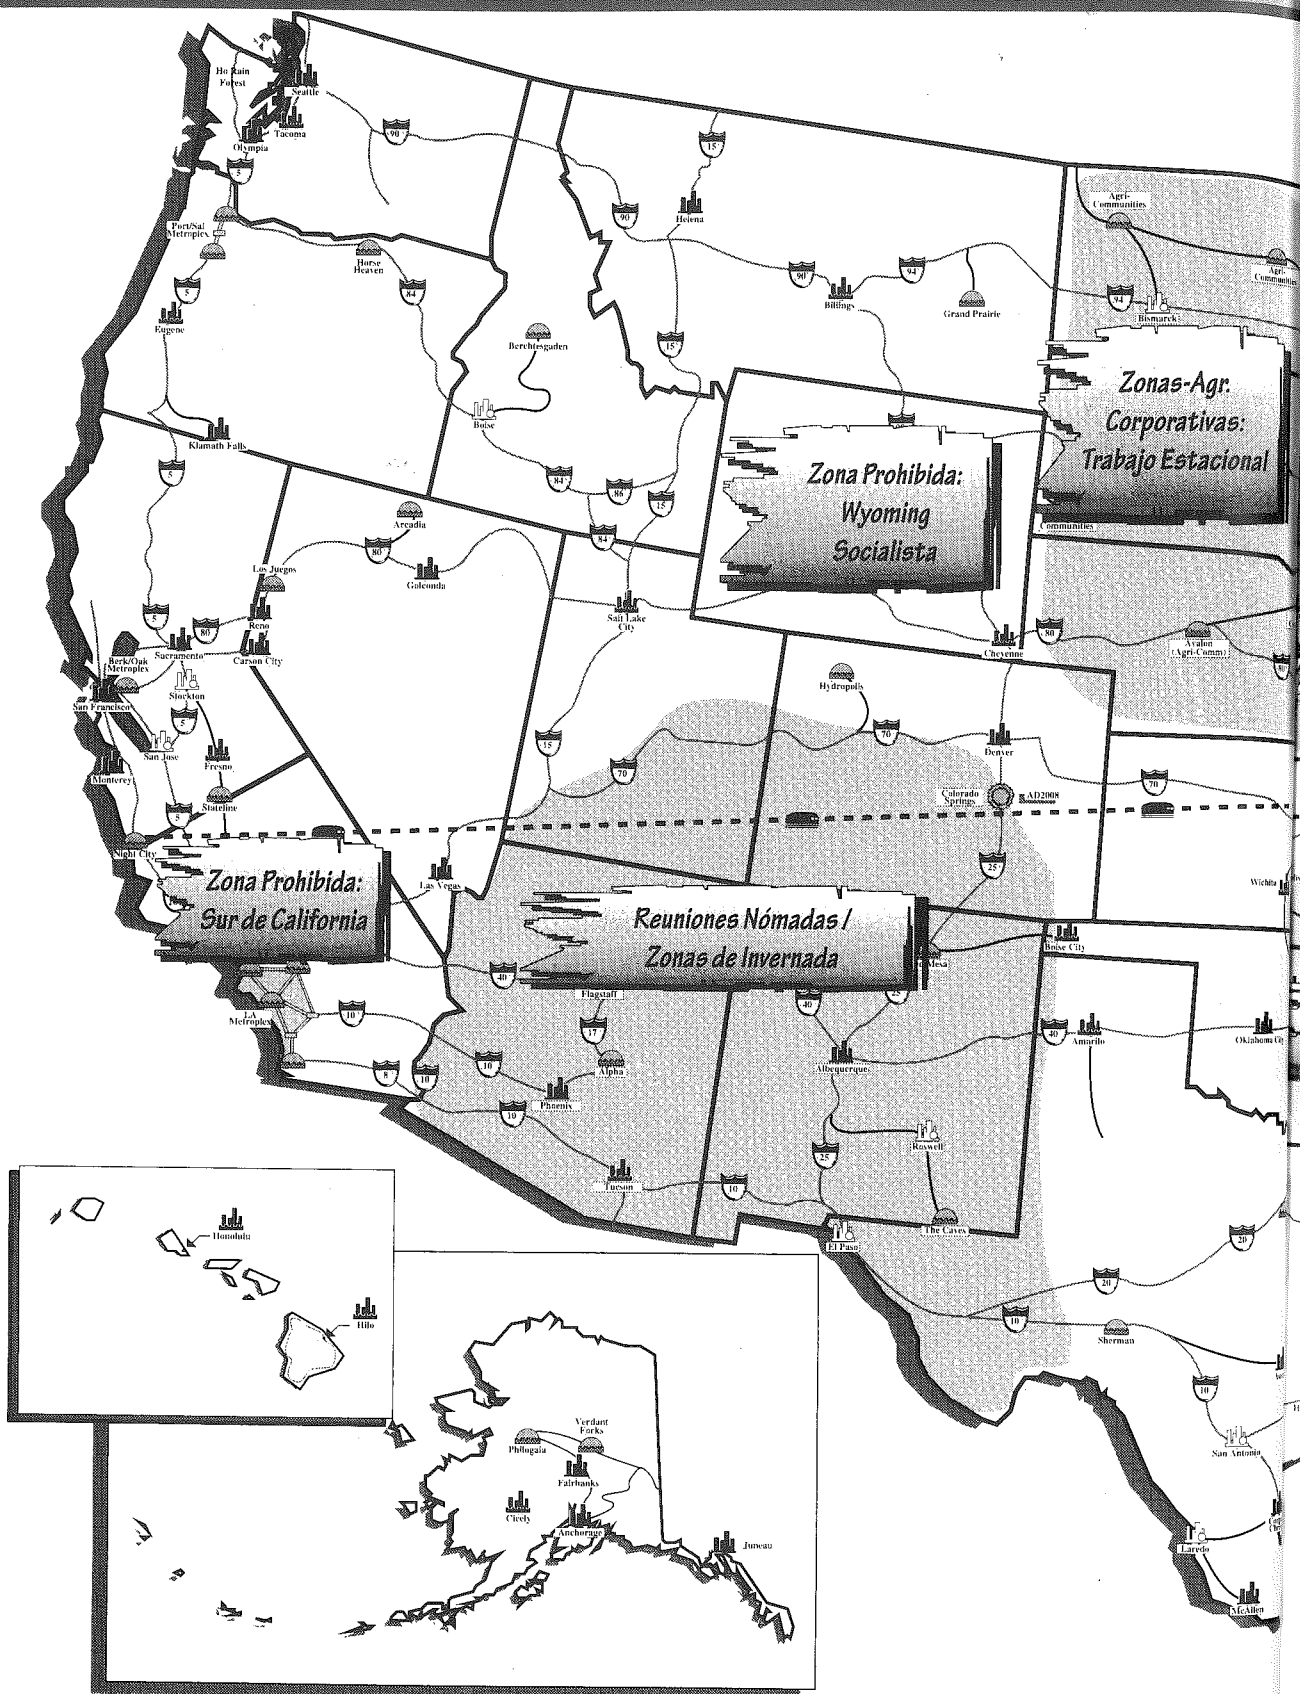 Ho Rain
Forest
Seattle
Tacoma
Olympia
5
90
90
15
Helena
Port/Sal
Metroplex
Horse
Heaven
84
5
Eugene
Klamath Falls
Berchtesgaden
Boise
90
Billings
94
Grand Prairie
15
Agri-
Communities
Agri-
Communities
94
Bismarck
Zonas-Agr.
Corporativas:
Trabajo Estacional
Communities
Zona Prohibida:
Wyoming
Socialista
84
86
15
84
5
Arcadia
80
Golconda
Los Juegos
Reno
Carson City
5
80
Sacramento
Berk/Oak
Metroplex
Stockton
San Francisco
5
San Jose
Monterey
Fresno
Stateline
5
Night City
Salt Lake
City
Cheyenne
80
Avalon
(Agri-Comm)
80
Hydropolis
15
70
70
Denver
70
Colorado
Springs
AD2008
25
Las Vegas
Zona Prohibida:
Sur de California
Reuniones Nómadas /
Zonas de Invernada
Wichita
Boise City
Mesa
LA
Metroplex
10
8
10
40
Flagstaff
17
Alpha
10
Phoenix
10
Tucson
40
25
Albequerque
40
Amarilo
Oklahoma City
25
Roswell
10
El Paso
The Caves
20
20
10
Sherman
10
San Antonio
Laredo
McAllen
Honolulu
Hilo
Philogaia
Verdant
Forks
Fairbanks
Cicely
Anchorage
Juneau